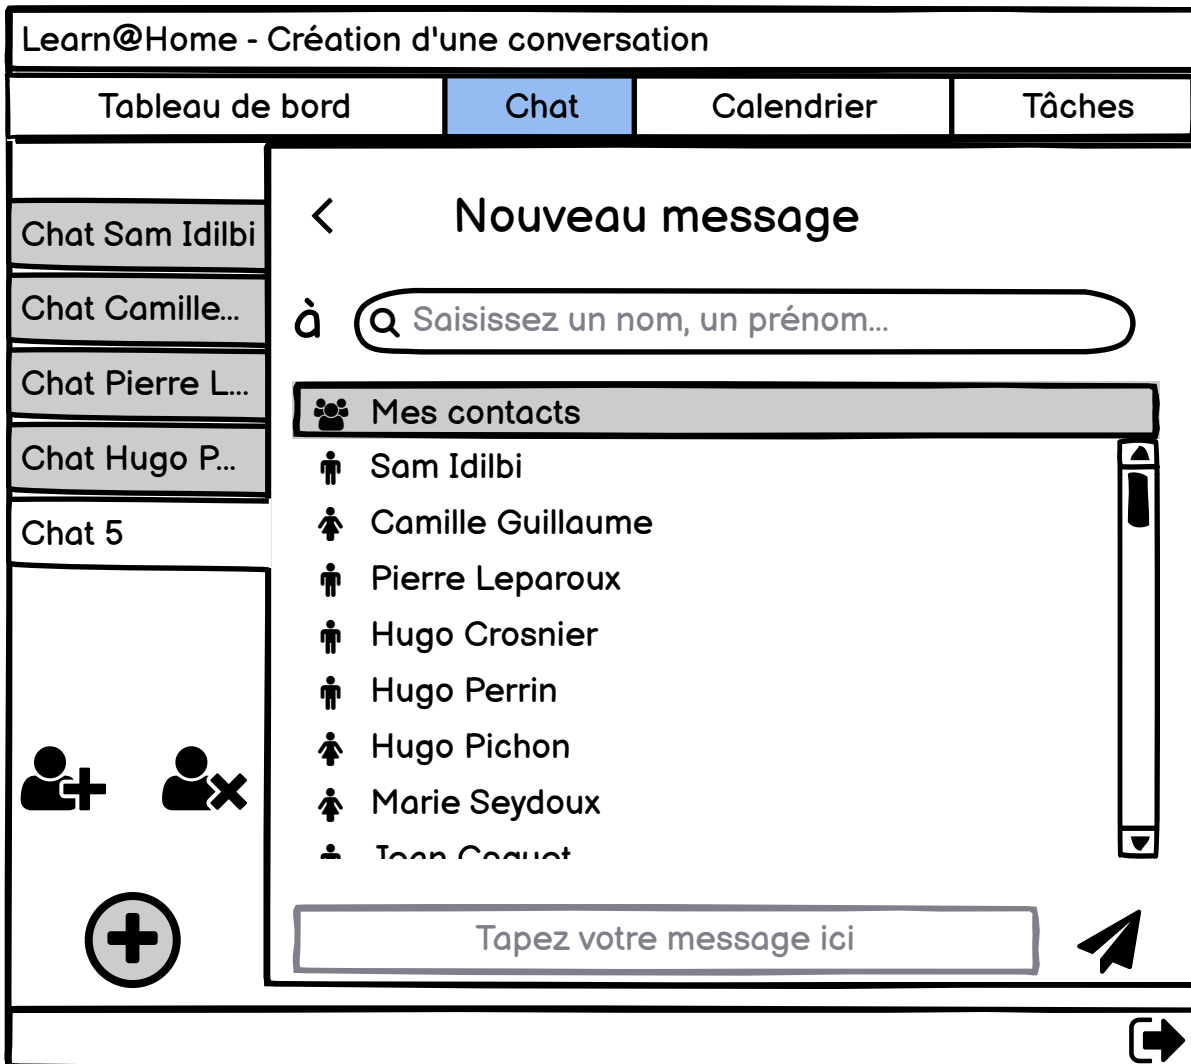 Learn@Home - Création d'une conversation
Tableau de bord
Chat
Calendrier
Tâches
Chat Sam Idilbi
Chat Camille...
Chat Pierre L...
Chat Hugo P...
Chat 5
Nouveau message
à
Saisissez un nom, un prénom...
Mes contacts
Sam Idilbi
Camille Guillaume
Pierre Leparoux
Hugo Crosnier
Hugo Perrin
Hugo Pichon
Marie Seydoux
Tapez votre message ici